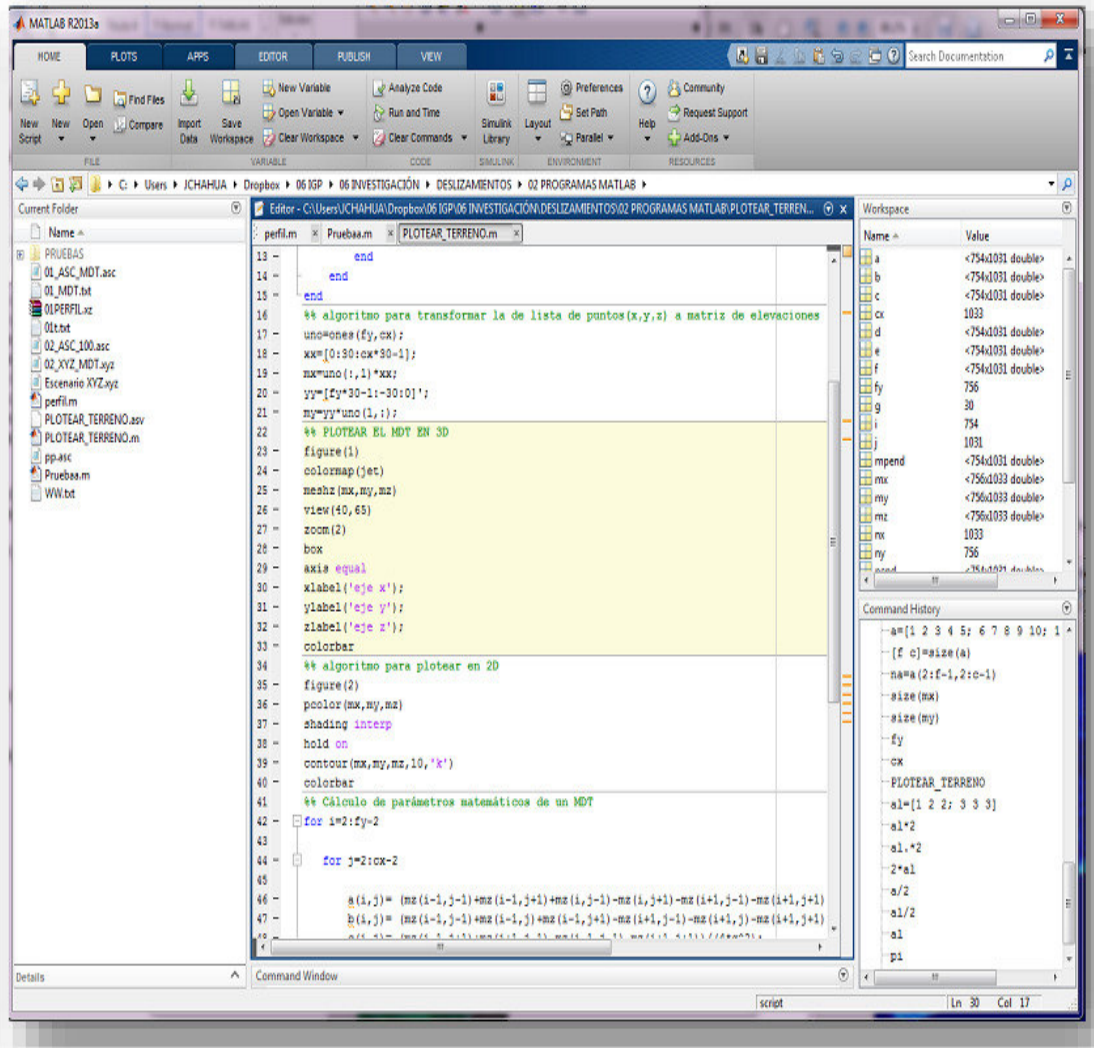 MATLAB R2013a
HOME PLOTS APPS EDITOR PUBLISH VIEW
Search Documentation
New Script
New
Open
Find Files
Compare
Import Data
Save Workspace
New Variable
Open Variable
Clear Workspace
Analyze Code
Run and Time
Clear Commands
Simulink Library
Layout
Preferences
Set Path
Parallel
Help
Community
Request Support
Add-Ons
FILE VARIABLE CODE SIMULINK ENVIRONMENT RESOURCES
C: Users JCHAHUA Dropbox 06 IGP 06 INVESTIGACIÓN DESLIZAMIENTOS 02 PROGRAMAS MATLAB
Current Folder
Name
PRUEBAS
01_ASC_MDT.asc
01_MDT.txt
01PERFIL.xz
01t.txt
02_ASC_100.asc
02_XYZ_MDT.xyz
Escenario XYZ.xyz
perfil.m
PLOTEAR_TERRENO.asv
PLOTEAR_TERRENO.m
pp.asc
Pruebaa.m
WW.txt
Details
Editor - C:\Users\JCHAHUA\Dropbox\06 IGP\06 INVESTIGACIÓN\DESLIZAMIENTOS\02 PROGRAMAS MATLAB\PLOTEAR_TERREN...
perfil.m × Pruebaa.m × PLOTEAR_TERRENO.m ×
13 - end
14 - end
15 - end
16 %% algoritmo para transformar la de lista de puntos(x,y,z) a matriz de elevaciones
17 - uno=ones(fy,cx);
18 - xx=[0:30:cx*30-1];
19 - mx=uno(:,1)*xx;
20 - yy=[fy*30-1:-30:0]';
21 - my=yy*uno(1,:);
22 %% PLOTEAR EL MDT EN 3D
23 - figure(1)
24 - colormap(jet)
25 - meshz(mx,my,mz)
26 - view(40,65)
27 - zoom(2)
28 - box
29 - axis equal
30 - xlabel('eje x');
31 - ylabel('eje y');
32 - zlabel('eje z');
33 - colorbar
34 %% algoritmo para plotear en 2D
35 - figure(2)
36 - pcolor(mx,my,mz)
37 - shading interp
38 - hold on
39 - contour(mx,my,mz,10,'k')
40 - colorbar
41 %% Cálculo de parámetros matemáticos de un MDT
42 - for i=2:fy-2
43
44 - for j=2:cx-2
45
46 - a(i,j)= (mz(i-1,j-1)+mz(i-1,j+1)+mz(i,j-1)-mz(i,j+1)-mz(i+1,j-1)-mz(i+1,j+1)
47 - b(i,j)= (mz(i-1,j-1)+mz(i-1,j)+mz(i-1,j+1)-mz(i+1,j-1)-mz(i+1,j)-mz(i+1,j+1)
Command Window
Workspace
Name Value
a <754x1031 double>
b <754x1031 double>
c <754x1031 double>
cx 1033
d <754x1031 double>
e <754x1031 double>
f <754x1031 double>
fy 756
g 30
i 754
j 1031
mpend <754x1031 double>
mx <756x1033 double>
my <756x1033 double>
mz <756x1033 double>
nx 1033
ny 756
Command History
a=[1 2 3 4 5; 6 7 8 9 10; 1
[f c]=size(a)
na=a(2:f-1,2:c-1)
size(mx)
size(my)
fy
cx
PLOTEAR_TERRENO
a1=[1 2 2; 3 3 3]
a1*2
a1.*2
2*a1
a/2
a1/2
a1
pi
script Ln 30 Col 17